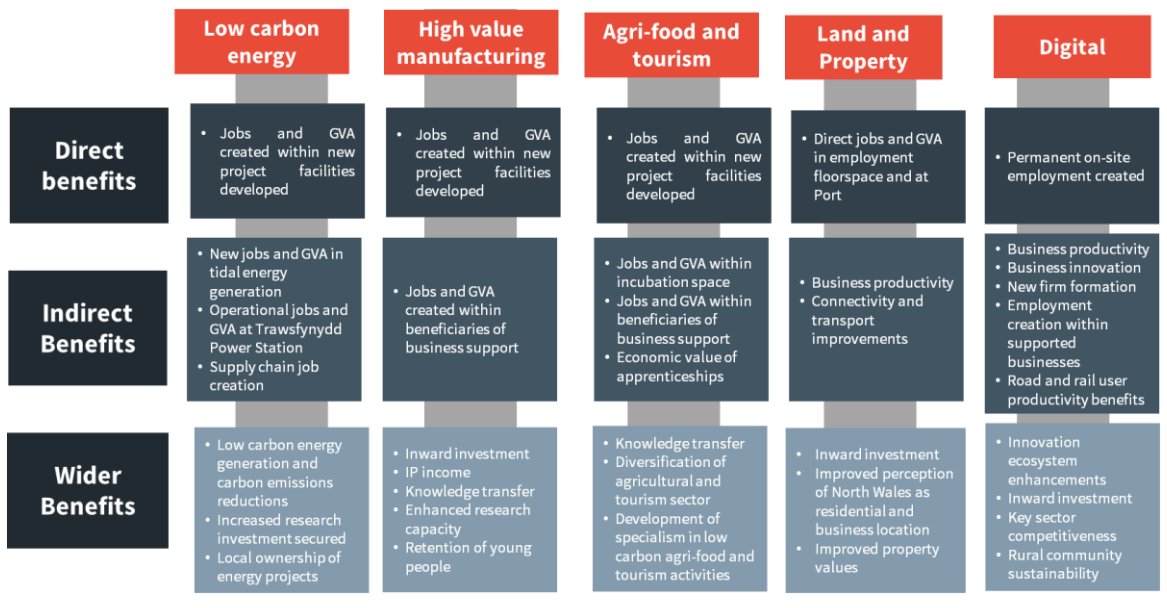 Low carbon
energy
High value
manufacturing
Agri-food and
tourism
Land and
Property
Digital
Direct
benefits
• Jobs and GVA
created within new
project facilities
developed
• Jobs and GVA
created within new
project facilities
developed
• Jobs and GVA
created within new
project facilities
developed
• Direct jobs and GVA
in employment
floorspace and at
Port
• Permanent on-site
employment created
Indirect
Benefits
• New jobs and GVA in
tidal energy
generation
• Operational jobs and
GVA at Trawsfynydd
Power Station
• Supply chain job
creation
• Jobs and GVA
created within
beneficiaries of
business support
• Jobs and GVA within
incubation space
• Jobs and GVA within
beneficiaries of
business support
• Economic value of
apprenticeships
• Business productivity
• Connectivity and
transport
improvements
• Business productivity
• Business innovation
• New firm formation
• Employment
creation within
supported
businesses
• Road and rail user
productivity benefits
Wider
Benefits
• Low carbon energy
generation and
carbon emissions
reductions
• Increased research
investment secured
• Local ownership of
energy projects
• Inward investment
• IP income
• Knowledge transfer
• Enhanced research
capacity
• Retention of young
people
• Knowledge transfer
• Diversification of
agricultural and
tourism sector
• Development of
specialism in low
carbon agri-food and
tourism activities
• Inward investment
• Improved perception
of North Wales as
residential and
business location
• Improved property
values
• Innovation
ecosystem
enhancements
• Inward investment
• Key sector
competitiveness
• Rural community
sustainability